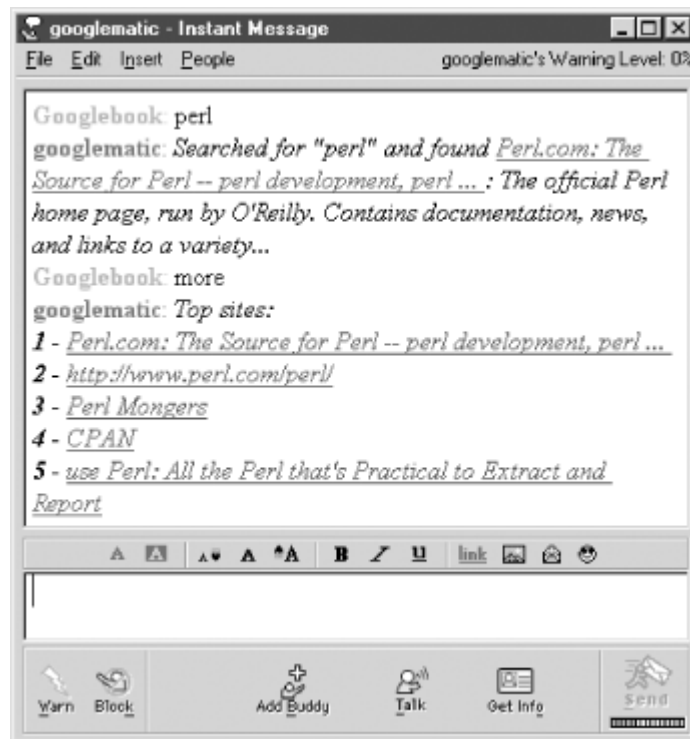 googlematic - Instant Message
File Edit Insert People googlematic's Warning Level: 0%
Googlebook: perl
googlematic: Searched for "perl" and found Perl.com: The
Source for Perl -- perl development, perl ... : The official Perl
home page, run by O'Reilly. Contains documentation, news,
and links to a variety...
Googlebook: more
googlematic: Top sites:
1 - Perl.com: The Source for Perl -- perl development, perl ...
2 - http://www.perl.com/perl/
3 - Perl Mongers
4 - CPAN
5 - use Perl: All the Perl that's Practical to Extract and
Report
A A A A A B I U link
Warn Block Add Buddy Talk Get Info Send